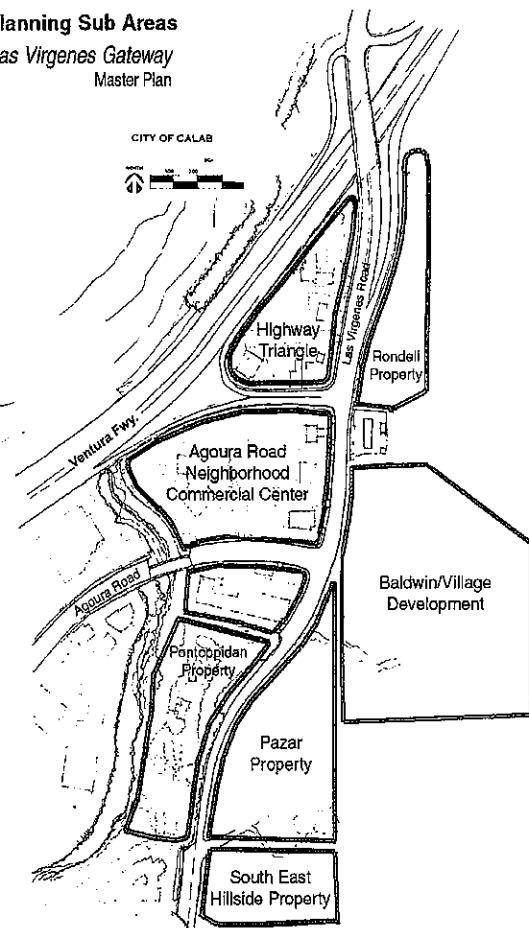 lanning Sub Areas
as Virgenes Gateway
Master Plan
CITY OF CALAB
Highway
Triangle
Las Virgenes Road
Rondell
Property
Ventura Fwy.
Agoura Road
Neighborhood
Commercial Center
Agoura Road
Baldwin/Village
Development
Pontoppidan
Property
Pazar
Property
South East
Hillside Property